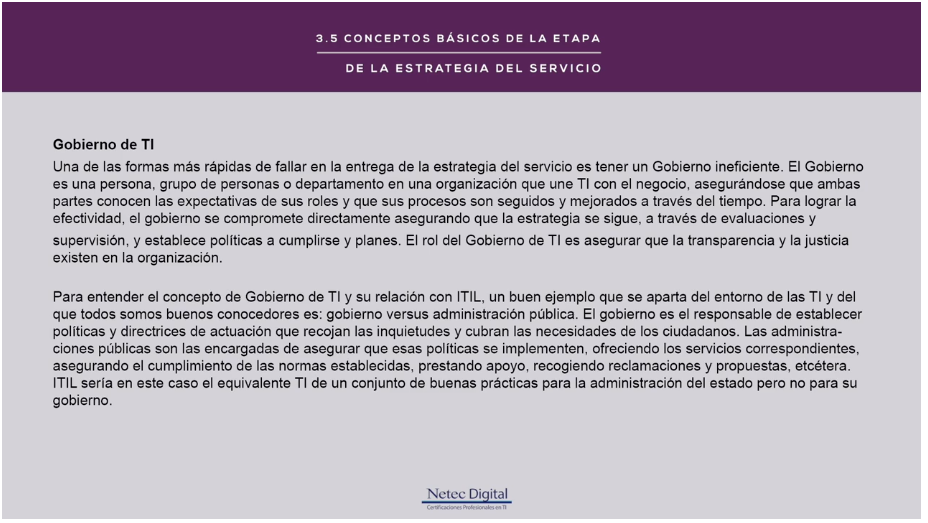 3.5 CONCEPTOS BÁSICOS DE LA ETAPA
DE LA ESTRATEGIA DEL SERVICIO
Gobierno de TI
Una de las formas más rápidas de fallar en la entrega de la estrategia del servicio es tener un Gobierno ineficiente. El Gobierno
es una persona, grupo de personas o departamento en una organización que une TI con el negocio, asegurándose que ambas
partes conocen las expectativas de sus roles y que sus procesos son seguidos y mejorados a través del tiempo. Para lograr la
efectividad, el gobierno se compromete directamente asegurando que la estrategia se sigue, a través de evaluaciones y
supervisión, y establece políticas a cumplirse y planes. El rol del Gobierno de TI es asegurar que la transparencia y la justicia
existen en la organización.
Para entender el concepto de Gobierno de TI y su relación con ITIL, un buen ejemplo que se aparta del entorno de las TI y del
que todos somos buenos conocedores es: gobierno versus administración pública. El gobierno es el responsable de establecer
políticas y directrices de actuación que recojan las inquietudes y cubran las necesidades de los ciudadanos. Las administra-
ciones públicas son las encargadas de asegurar que esas políticas se implementen, ofreciendo los servicios correspondientes,
asegurando el cumplimiento de las normas establecidas, prestando apoyo, recogiendo reclamaciones y propuestas, etcétera.
ITIL sería en este caso el equivalente TI de un conjunto de buenas prácticas para la administración del estado pero no para su
gobierno.
Netec Digital
Certificaciones Profesionales en TI